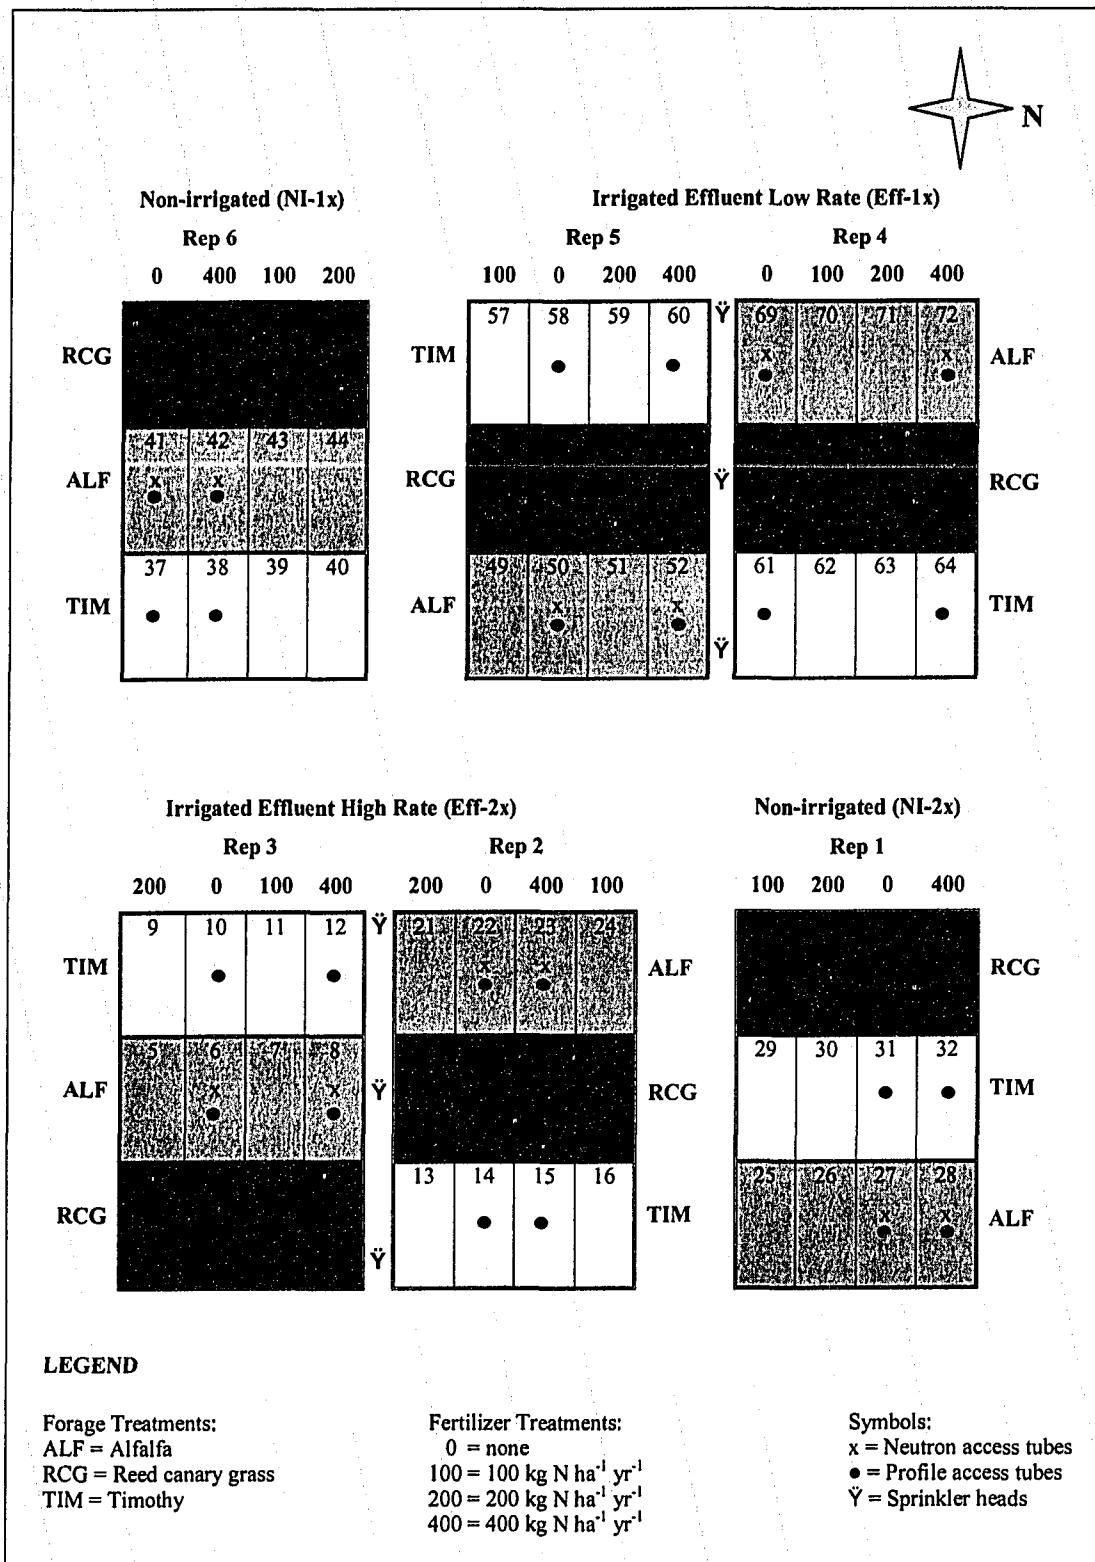 N
Non-irrigated (NI-1x) Irrigated Effluent Low Rate (Eff-1x)
Rep 6 Rep 5 Rep 4
0 400 100 200 100 0 200 400 0 100 200 400
57 58 59 60 Ÿ 69 70 71 72
RCG TIM x x ALF
41 42 43 44
ALF x x RCG Ÿ RCG
37 38 39 40 49 50 51 52 61 62 63 64
TIM ALF x x TIM
Ÿ
Irrigated Effluent High Rate (Eff-2x) Non-irrigated (NI-2x)
Rep 3 Rep 2 Rep 1
200 0 100 400 200 0 400 100 100 200 0 400
9 10 11 12 Ÿ 21 22 23 24
TIM x x ALF RCG
5 6 7 8 29 30 31 32
ALF x x Ÿ RCG TIM
13 14 15 16 25 26 27 28
RCG TIM x x ALF
Ÿ
LEGEND
Forage Treatments: Fertilizer Treatments: Symbols:
ALF = Alfalfa 0 = none x = Neutron access tubes
RCG = Reed canary grass 100 = 100 kg N ha⁻¹ yr⁻¹ ● = Profile access tubes
TIM = Timothy 200 = 200 kg N ha⁻¹ yr⁻¹ Ÿ = Sprinkler heads
400 = 400 kg N ha⁻¹ yr⁻¹